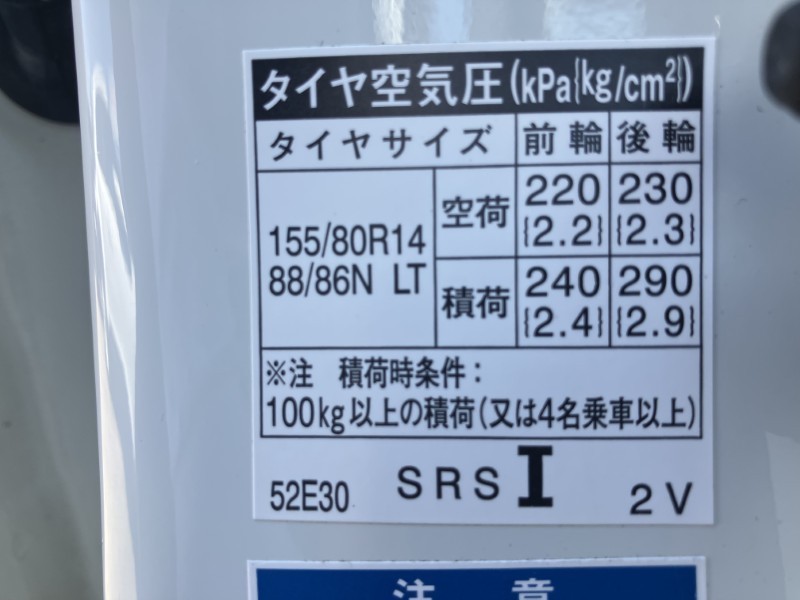 タイヤ空気圧(kPa{kg/cm²})
タイヤサイズ 前輪 後輪
155/80R14
88/86N LT
空荷 220 230
{2.2} {2.3}
積荷 240 290
{2.4} {2.9}
※注 積荷時条件:
100kg以上の積荷(又は4名乗車以上)
52E30 SRS I 2V
注意